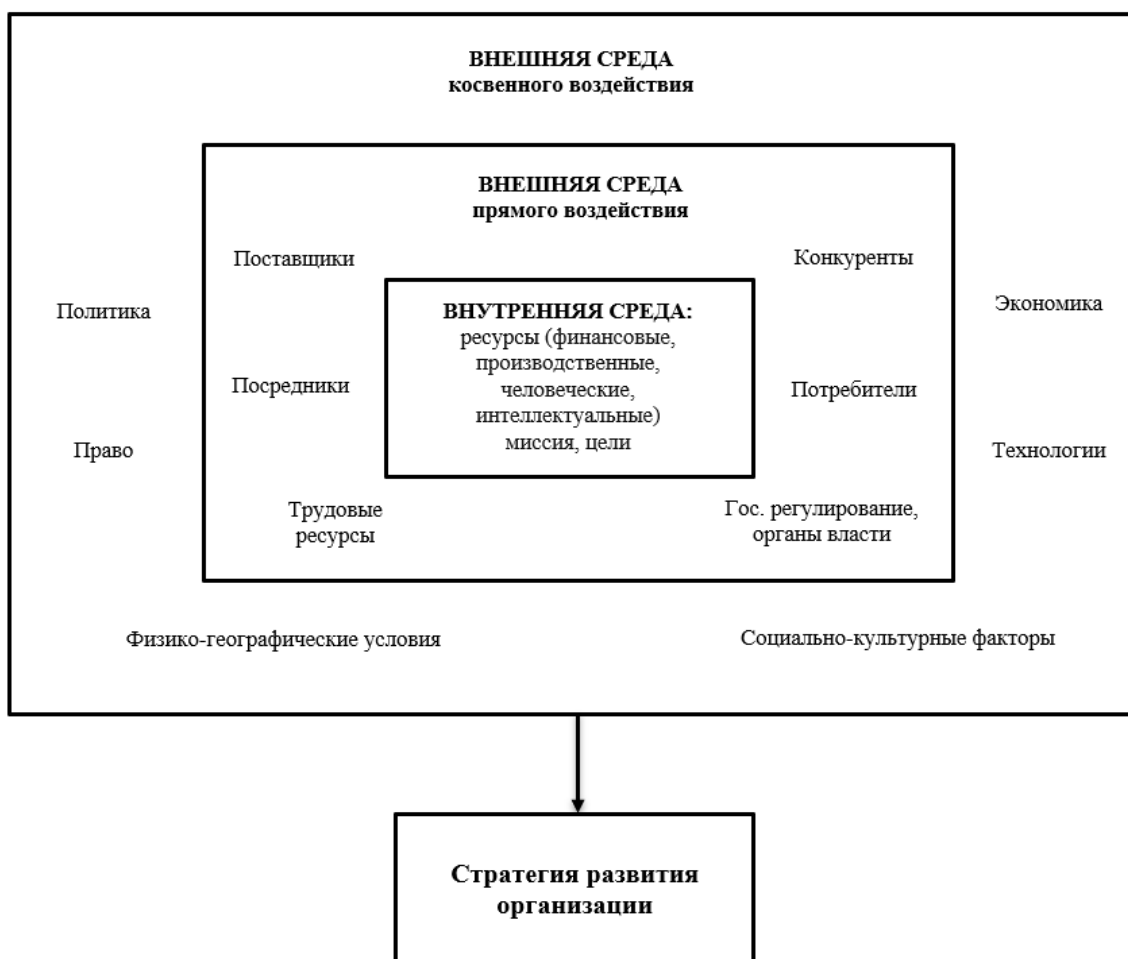 ВНЕШНЯЯ СРЕДА
косвенного воздействия
ВНЕШНЯЯ СРЕДА
прямого воздействия
Поставщики
Конкуренты
Политика
ВНУТРЕННЯЯ СРЕДА:
ресурсы (финансовые,
производственные,
человеческие,
интеллектуальные)
миссия, цели
Экономика
Посредники
Потребители
Право
Технологии
Трудовые
ресурсы
Гос. регулирование,
органы власти
Физико-географические условия
Социально-культурные факторы
Стратегия развития
организации